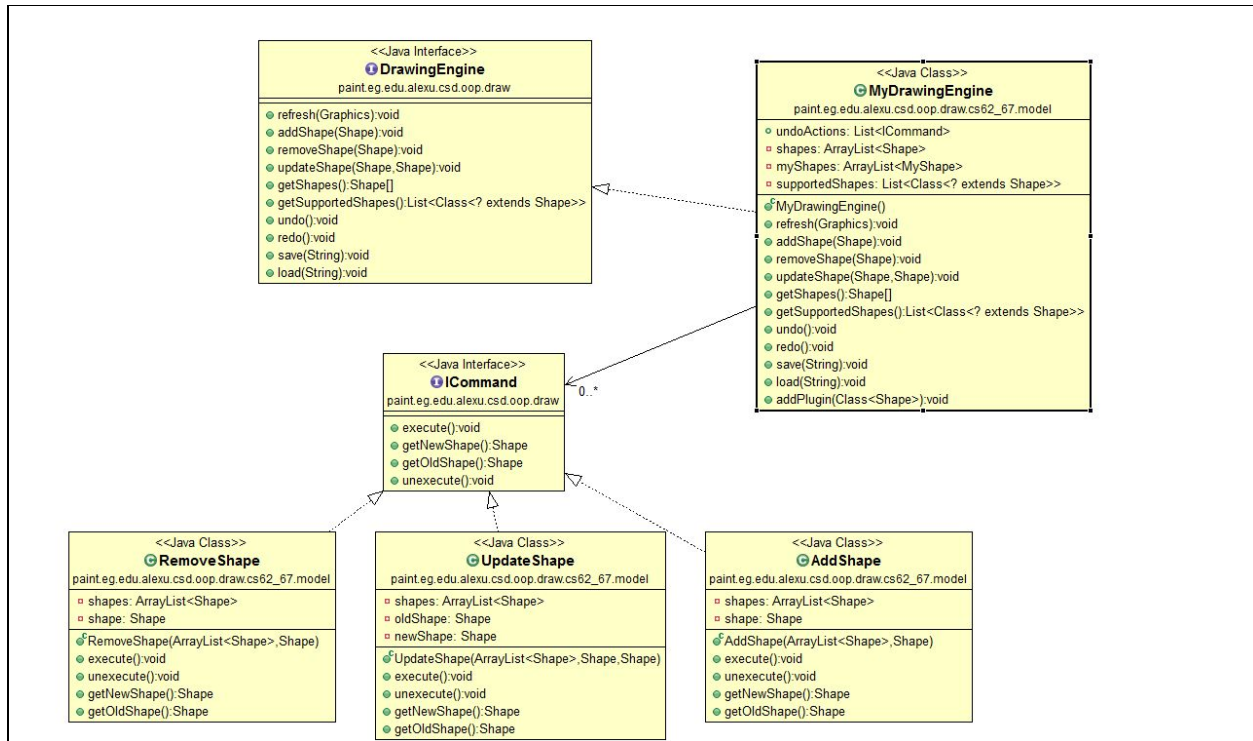 <<Java Interface>>
DrawingEngine
paint.eg.edu.alexu.csd.oop.draw
refresh(Graphics):void
addShape(Shape):void
removeShape(Shape):void
updateShape(Shape,Shape):void
getShapes():Shape[]
getSupportedShapes():List<Class<? extends Shape>>
undo():void
redo():void
save(String):void
load(String):void
<<Java Class>>
MyDrawingEngine
paint.eg.edu.alexu.csd.oop.draw.cs62_67.model
undoActions: List<ICommand>
shapes: ArrayList<Shape>
myShapes: ArrayList<MyShape>
supportedShapes: List<Class<? extends Shape>>
MyDrawingEngine()
refresh(Graphics):void
addShape(Shape):void
removeShape(Shape):void
updateShape(Shape,Shape):void
getShapes():Shape[]
getSupportedShapes():List<Class<? extends Shape>>
undo():void
redo():void
save(String):void
load(String):void
addPlugin(Class<Shape>):void
<<Java Interface>>
ICommand
paint.eg.edu.alexu.csd.oop.draw
execute():void
getNewShape():Shape
getOldShape():Shape
unexecute():void
0..*
<<Java Class>>
RemoveShape
paint.eg.edu.alexu.csd.oop.draw.cs62_67.model
shapes: ArrayList<Shape>
shape: Shape
RemoveShape(ArrayList<Shape>,Shape)
execute():void
unexecute():void
getNewShape():Shape
getOldShape():Shape
<<Java Class>>
UpdateShape
paint.eg.edu.alexu.csd.oop.draw.cs62_67.model
shapes: ArrayList<Shape>
oldShape: Shape
newShape: Shape
UpdateShape(ArrayList<Shape>,Shape,Shape)
execute():void
unexecute():void
getNewShape():Shape
getOldShape():Shape
<<Java Class>>
AddShape
paint.eg.edu.alexu.csd.oop.draw.cs62_67.model
shapes: ArrayList<Shape>
shape: Shape
AddShape(ArrayList<Shape>,Shape)
execute():void
unexecute():void
getNewShape():Shape
getOldShape():Shape